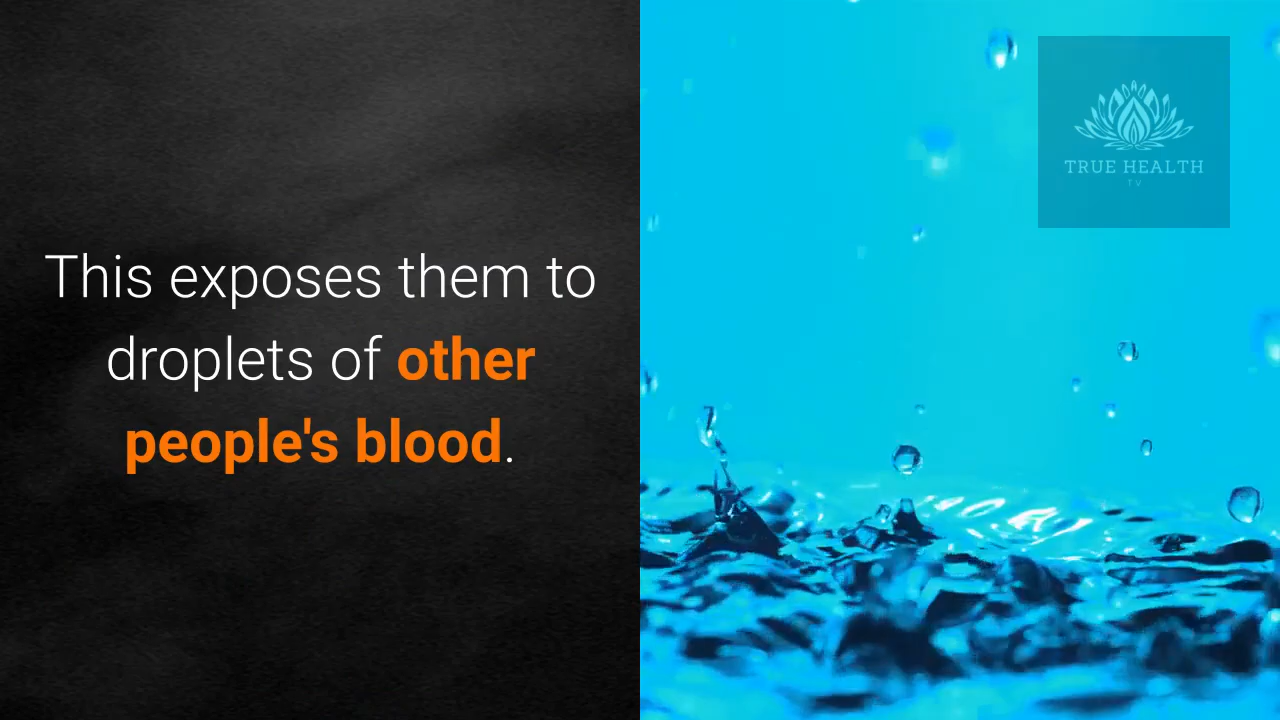 This exposes them to
droplets of other
people's blood.
TRUE HEALTH
TV